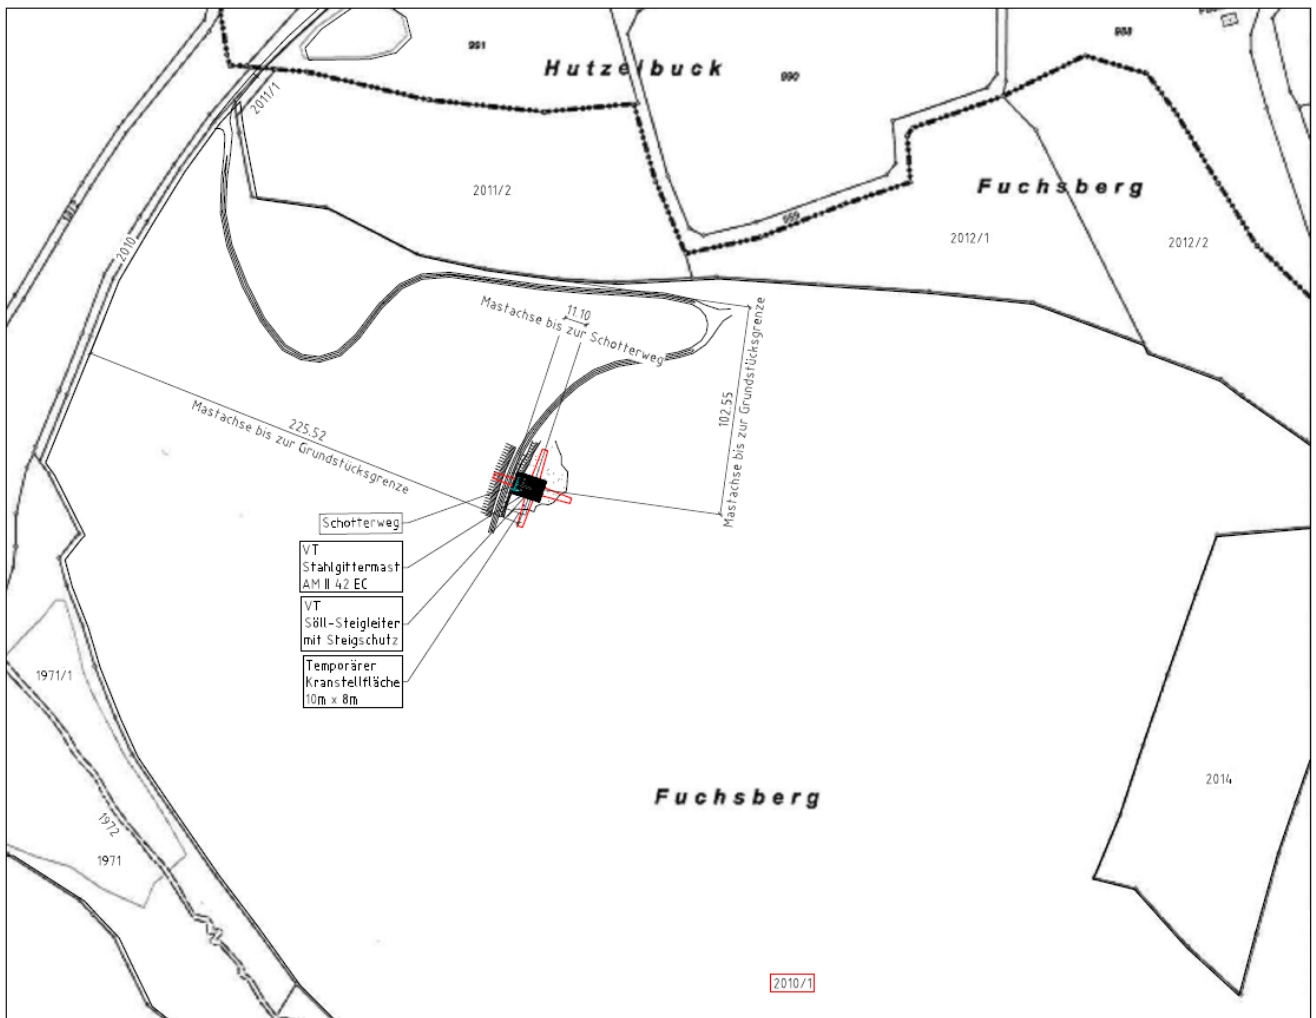 991
988
Hutzelbuck
990
2011/1
2011/2
Fuchsberg
989
2010
2012/1
2012/2
11.10
Mastachse bis zur Schotterweg
102.55
Mastachse bis zur Grundstücksgrenze
225.52
Mastachse bis zur Grundstücksgrenze
Schotterweg
VT
Stahlgittermast
AM II 42 EC
VT
Söll-Steigleiter
mit Steigschutz
Temporärer
Kranstellfläche
10m x 8m
1971/1
Fuchsberg
2014
1972
1971
2010/1